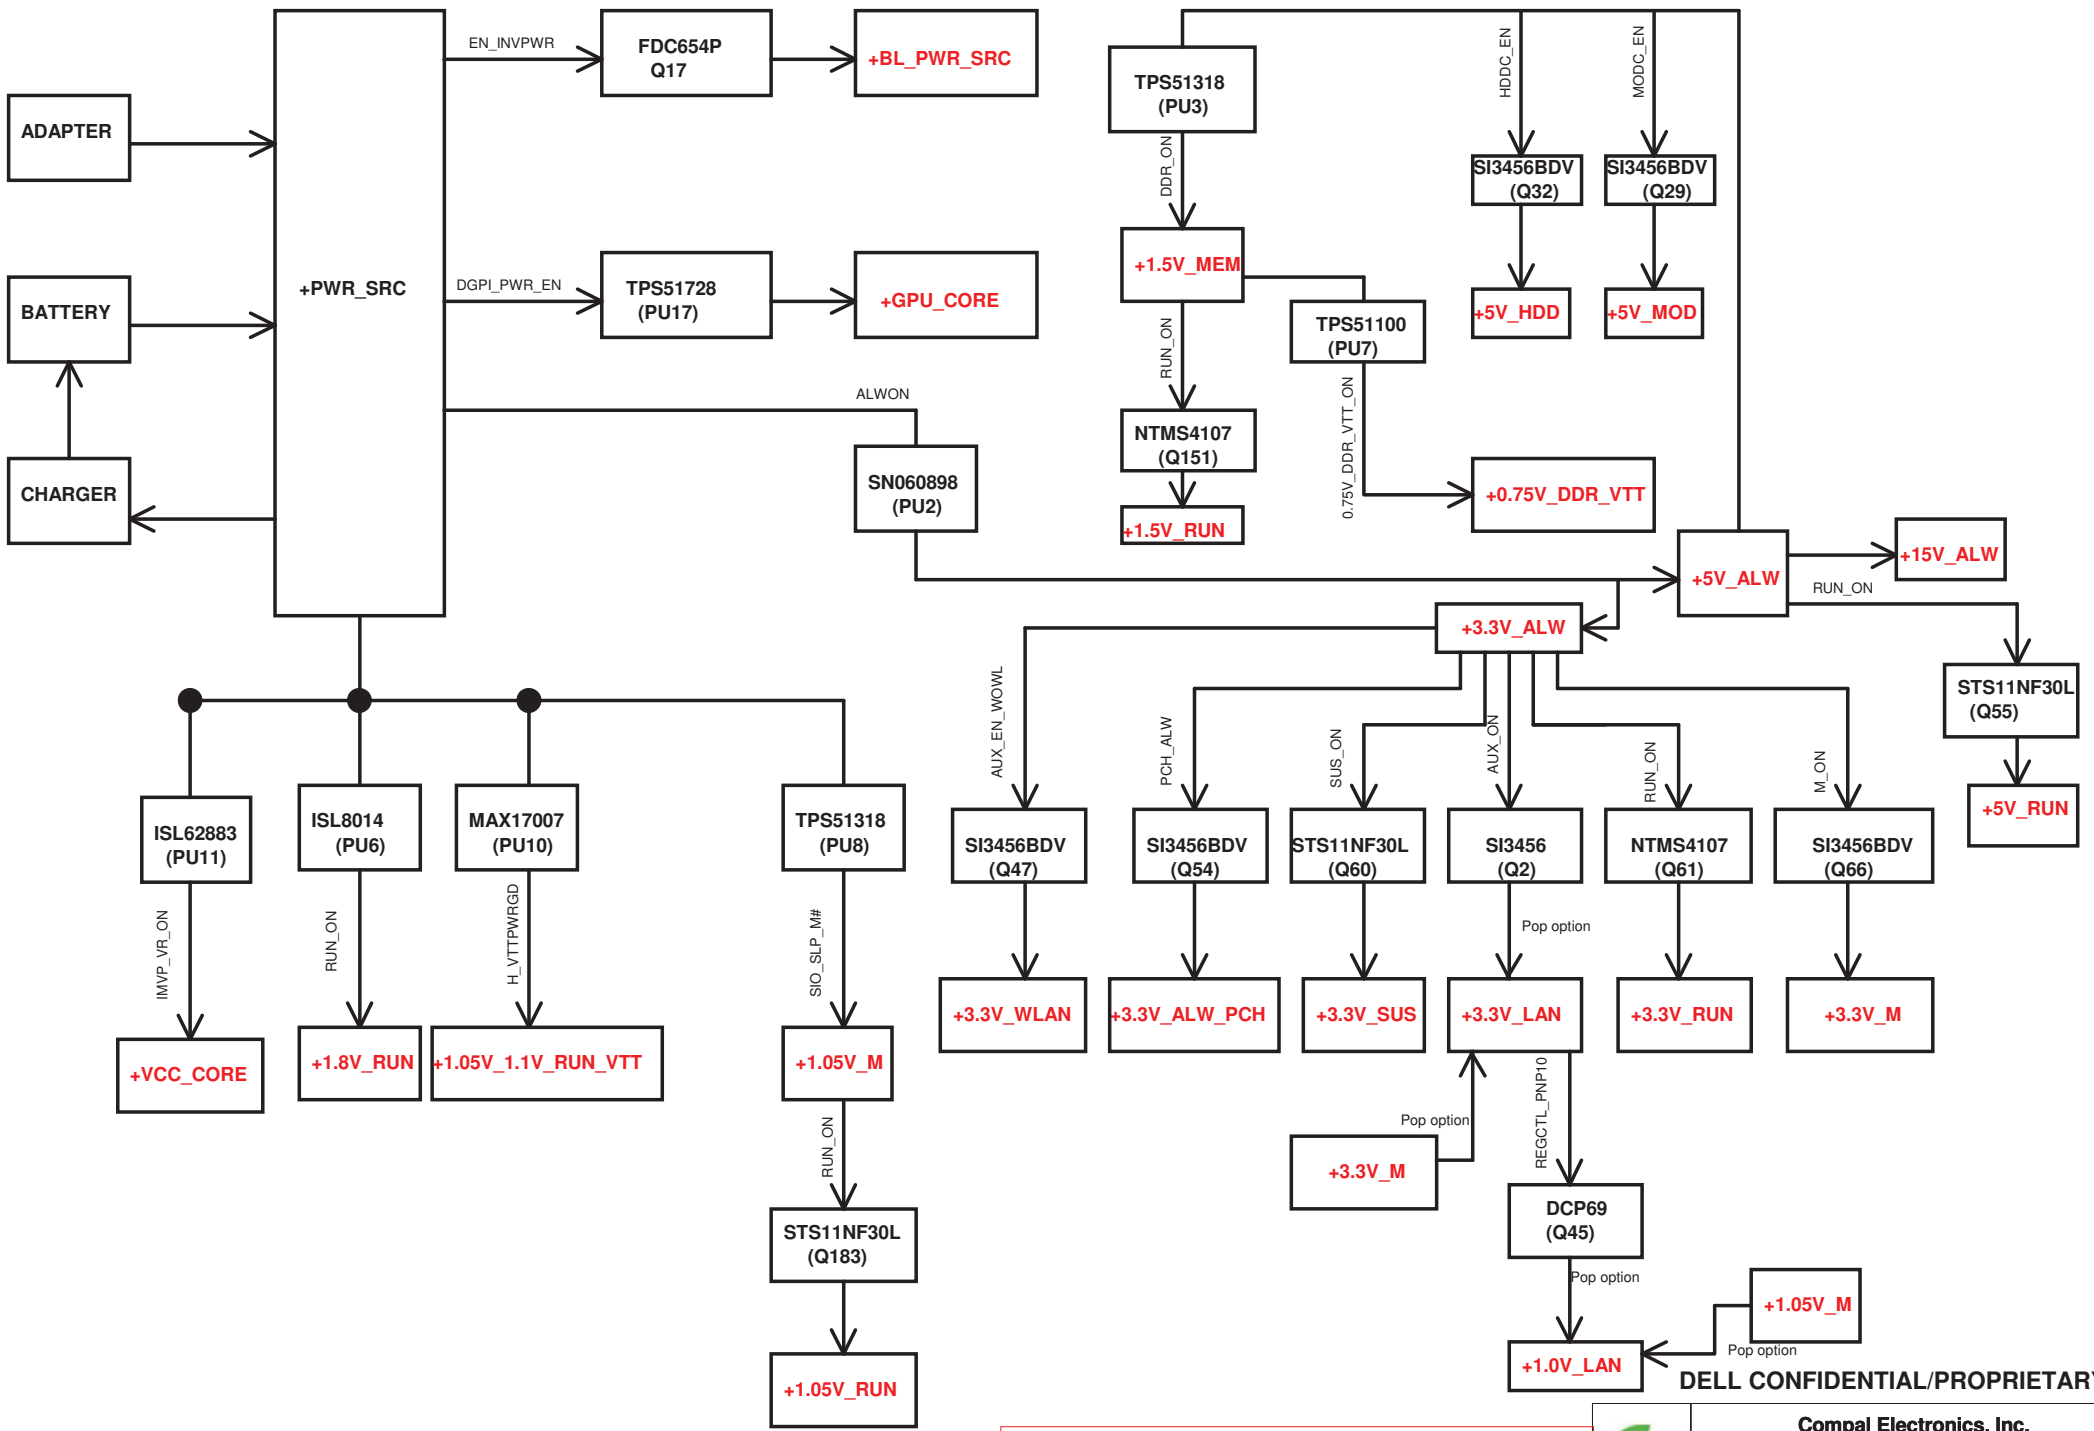 EN_INVPWR
FDC654P
Q17
+BL_PWR_SRC
ADAPTER
BATTERY
CHARGER
+PWR_SRC
DGPI_PWR_EN
TPS51728
(PU17)
+GPU_CORE
ALWON
SN060898
(PU2)
TPS51318
(PU3)
DDR_ON
+1.5V_MEM
RUN_ON
NTMS4107
(Q151)
+1.5V_RUN
TPS51100
(PU7)
0.75V_DDR_VTT_ON
+0.75V_DDR_VTT
HDDC_EN
SI3456BDV
(Q32)
+5V_HDD
MODC_EN
SI3456BDV
(Q29)
+5V_MOD
+5V_ALW
+15V_ALW
RUN_ON
STS11NF30L
(Q55)
+5V_RUN
+3.3V_ALW
ISL62883
(PU11)
IMVP_VR_ON
+VCC_CORE
ISL8014
(PU6)
RUN_ON
+1.8V_RUN
MAX17007
(PU10)
H_VTTPWRGD
+1.05V_1.1V_RUN_VTT
TPS51318
(PU8)
SIO_SLP_M#
+1.05V_M
RUN_ON
STS11NF30L
(Q183)
+1.05V_RUN
AUX_EN_WOWL
SI3456BDV
(Q47)
+3.3V_WLAN
PCH_ALW
SI3456BDV
(Q54)
+3.3V_ALW_PCH
SUS_ON
STS11NF30L
(Q60)
+3.3V_SUS
AUX_ON
SI3456
(Q2)
Pop option
+3.3V_LAN
RUN_ON
NTMS4107
(Q61)
+3.3V_RUN
M_ON
SI3456BDV
(Q66)
+3.3V_M
Pop option
+3.3V_M
REGCTL_PNP10
DCP69
(Q45)
Pop option
+1.05V_M
Pop option
+1.0V_LAN
DELL CONFIDENTIAL/PROPRIETARY
Compal Electronics, Inc.